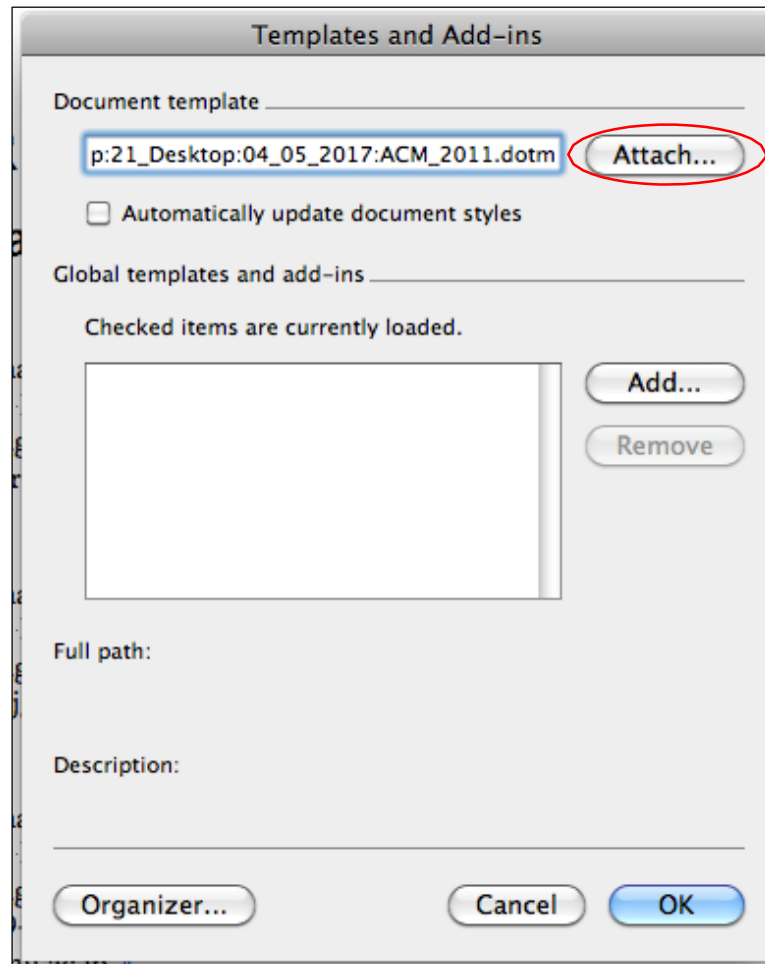 Templates and Add-ins
Document template
p:21_Desktop:04_05_2017:ACM_2011.dotm Attach...
Automatically update document styles
Global templates and add-ins
Checked items are currently loaded.
Add...
Remove
Full path:
Description:
Organizer... Cancel OK